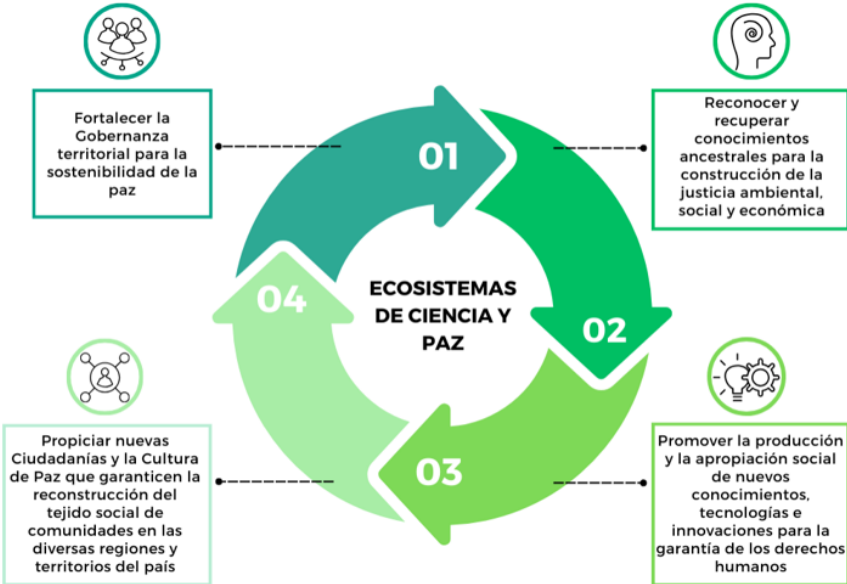 Fortalecer la
Gobernanza
territorial para la
sostenibilidad de la
paz
01
Reconocer y
recuperar
conocimientos
ancestrales para la
construcción de la
justicia ambiental,
social y económica
02
ECOSISTEMAS
DE CIENCIA Y
PAZ
Promover la producción
y la apropiación social
de nuevos
conocimientos,
tecnologías e
innovaciones para la
garantía de los derechos
humanos
03
Propiciar nuevas
Ciudadanías y la Cultura
de Paz que garanticen la
reconstrucción del
tejido social de
comunidades en las
diversas regiones y
territorios del país
04